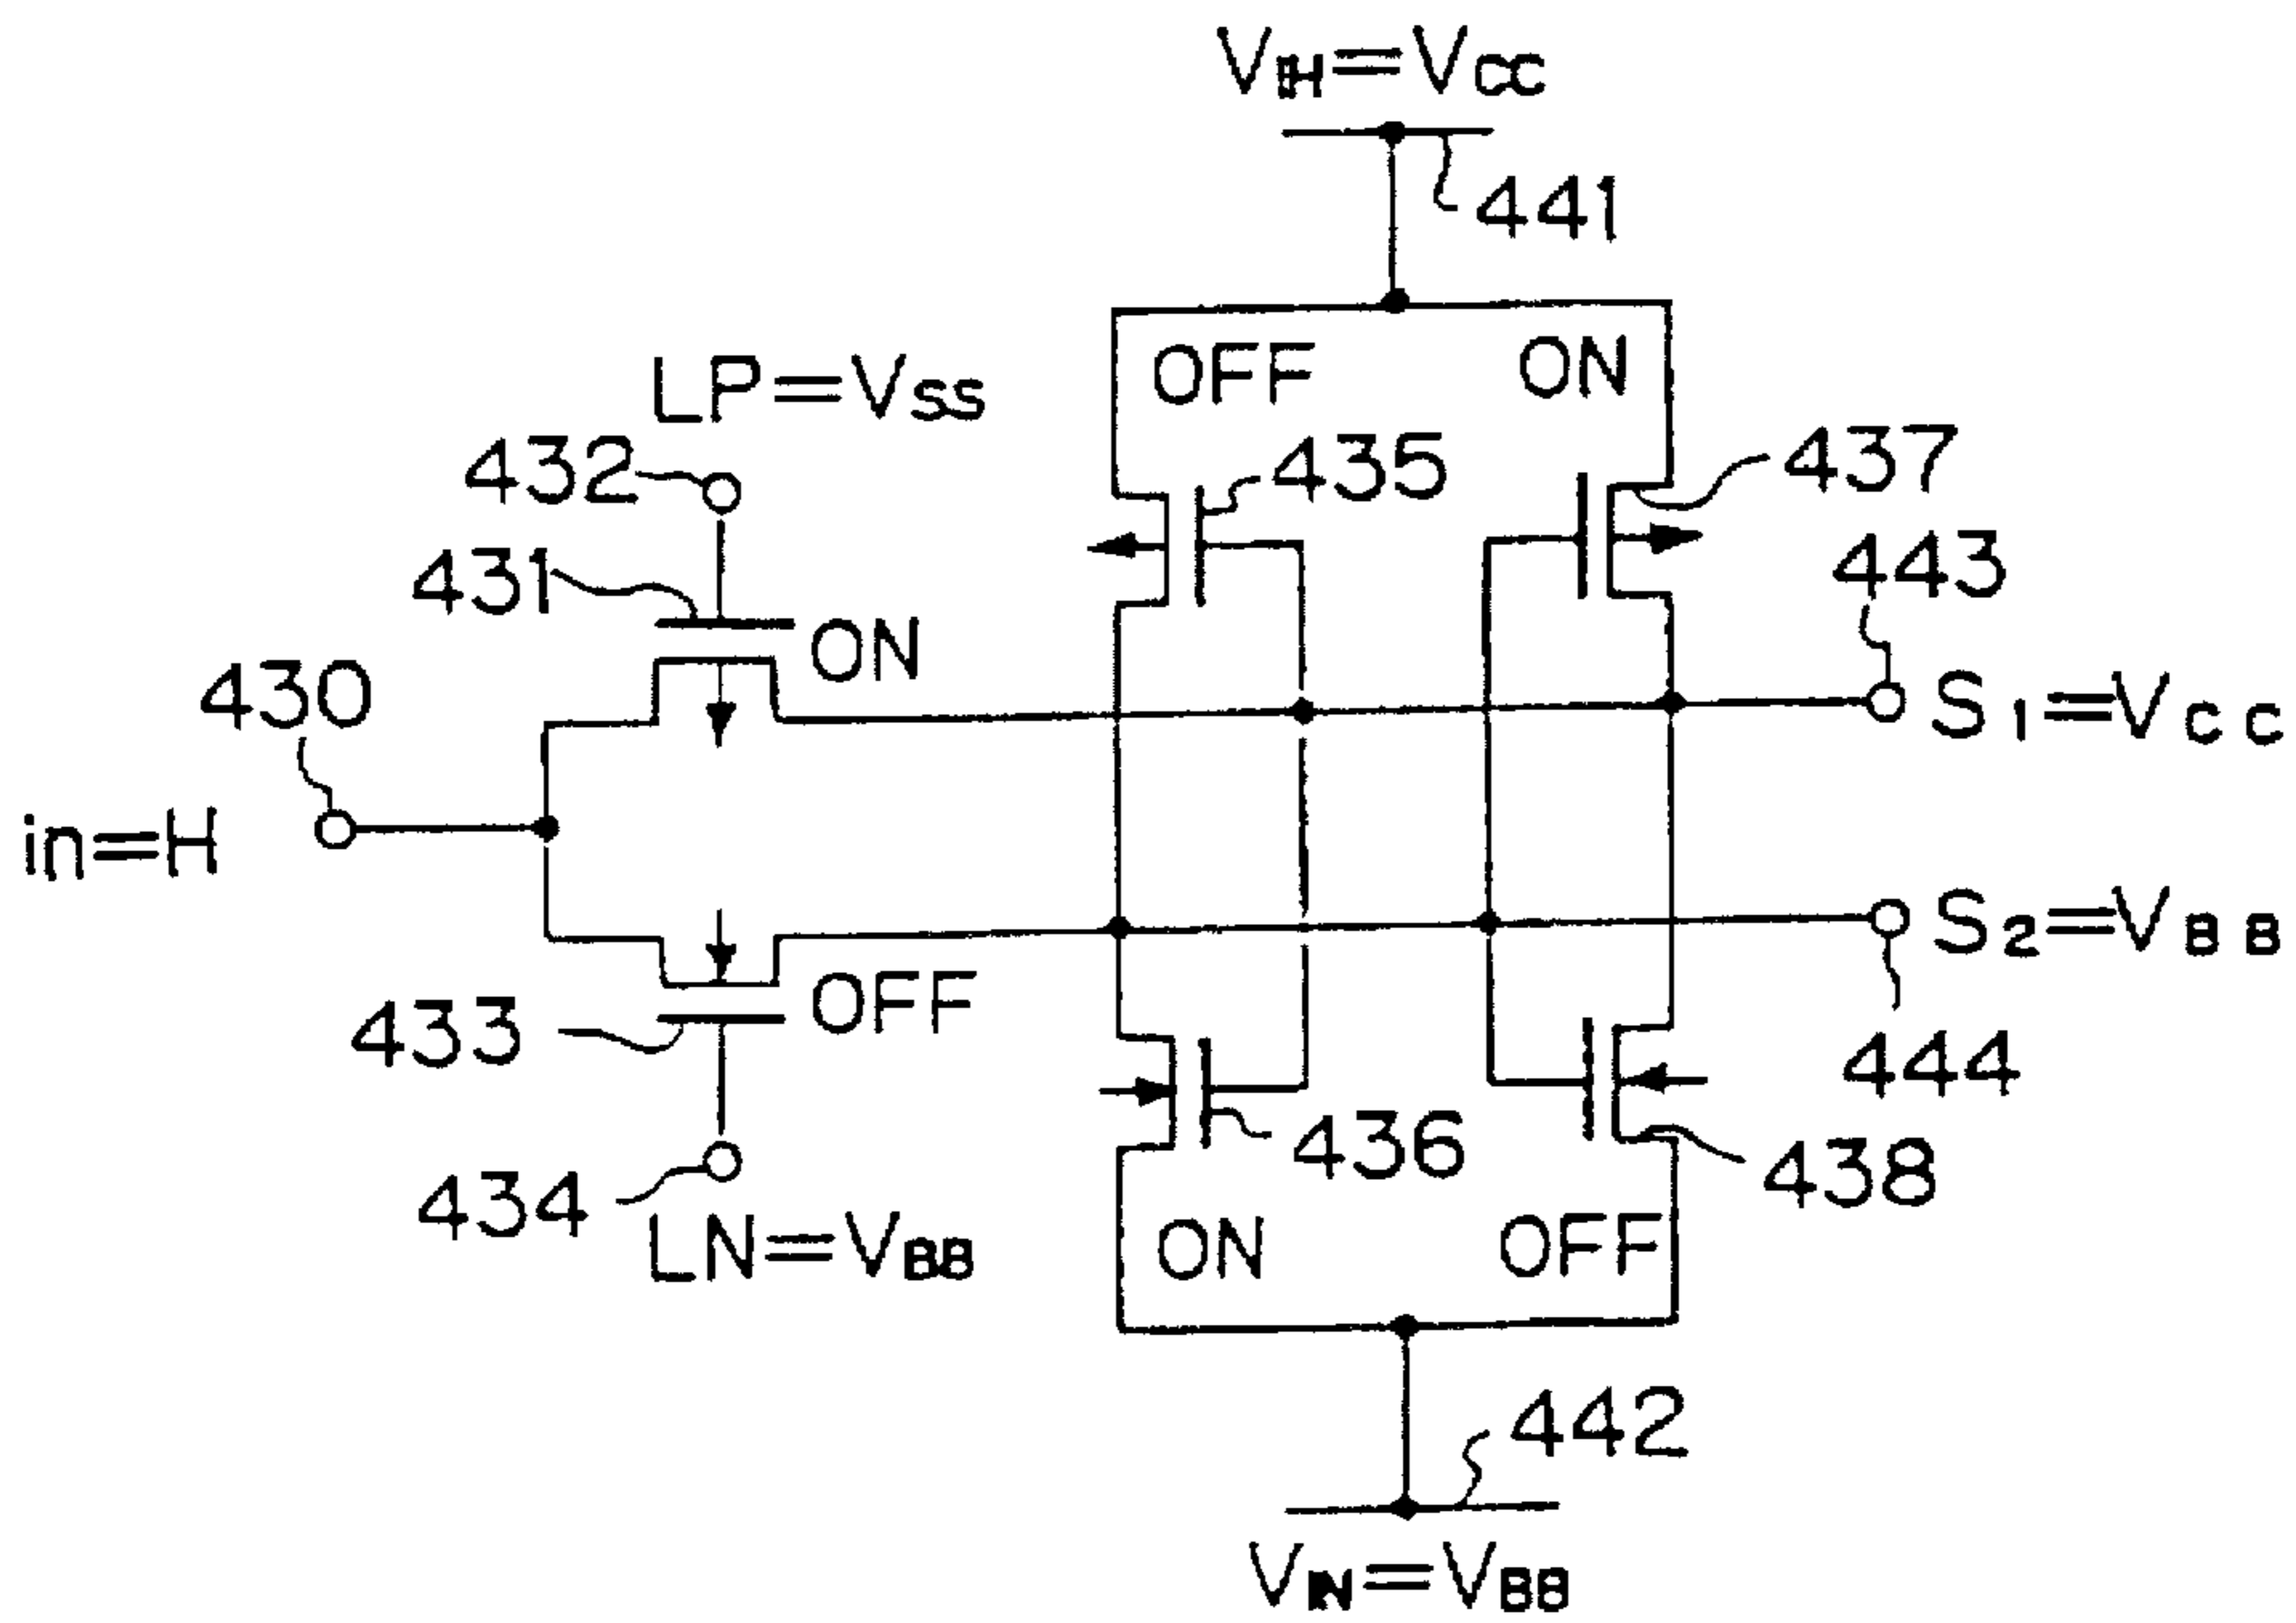 VIH=VCC
441
OFF
ON
LP=VSS
432
435
437
431
ON
443
430
S1=VCC
in=H
S2=VBB
433
OFF
444
436
438
434
LN=VBB
ON
OFF
442
VIN=VBB